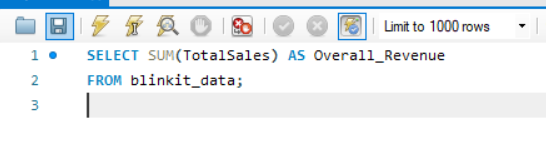 Limit to 1000 rows
1 SELECT SUM(TotalSales) AS Overall_Revenue
2 FROM blinkit_data;
3